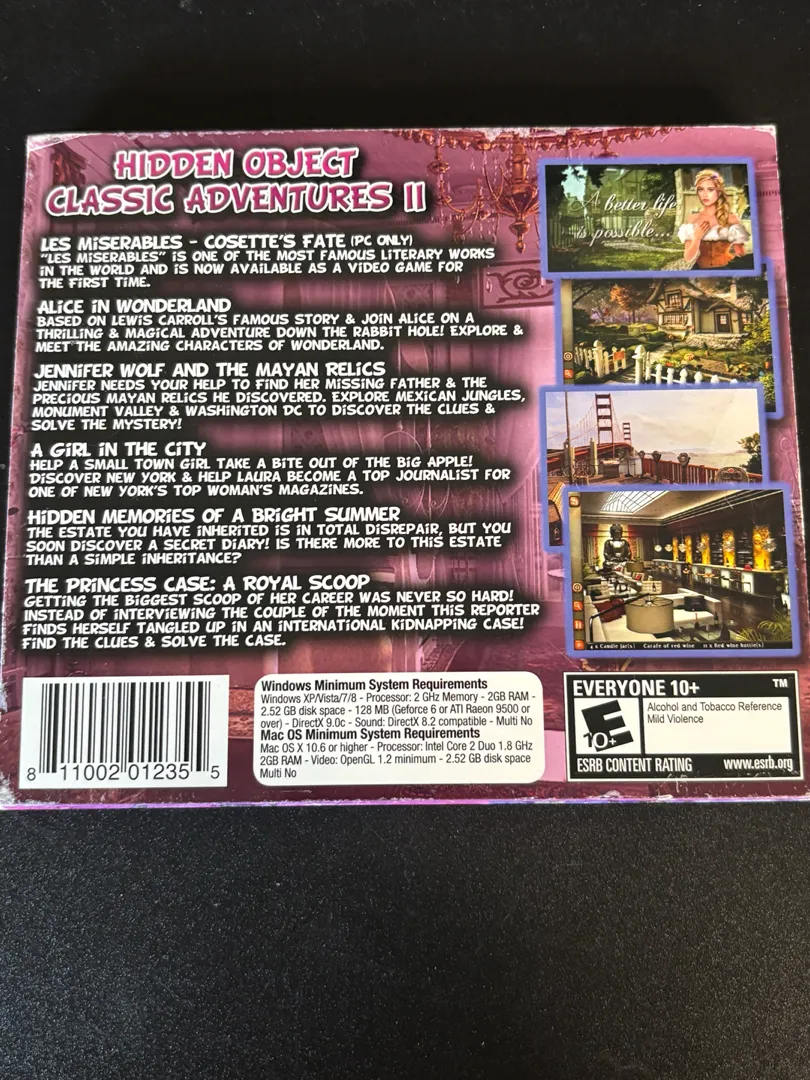 HIDDEN OBJECT
CLASSIC ADVENTURES II
LES MISERABLES - COSETTE'S FATE (PC ONLY)
"LES MISERABLES" IS ONE OF THE MOST FAMOUS LITERARY WORKS
IN THE WORLD AND IS NOW AVAILABLE AS A VIDEO GAME FOR
THE FIRST TIME.
ALICE IN WONDERLAND
BASED ON LEWIS CARROLL'S FAMOUS STORY & JOIN ALICE ON A
THRILLING & MAGICAL ADVENTURE DOWN THE RABBIT HOLE! EXPLORE &
MEET THE AMAZING CHARACTERS OF WONDERLAND.
JENNIFER WOLF AND THE MAYAN RELICS
JENNIFER NEEDS YOUR HELP TO FIND HER MISSING FATHER & THE
PRECIOUS MAYAN RELICS HE DISCOVERED. EXPLORE MEXICAN JUNGLES,
MONUMENT VALLEY & WASHINGTON DC TO DISCOVER THE CLUES &
SOLVE THE MYSTERY!
A GIRL IN THE CITY
HELP A SMALL TOWN GIRL TAKE A BITE OUT OF THE BIG APPLE!
DISCOVER NEW YORK & HELP LAURA BECOME A TOP JOURNALIST FOR
ONE OF NEW YORK'S TOP WOMAN'S MAGAZINES.
HIDDEN MEMORIES OF A BRIGHT SUMMER
THE ESTATE YOU HAVE INHERITED IS IN TOTAL DISREPAIR, BUT YOU
SOON DISCOVER A SECRET DIARY! IS THERE MORE TO THIS ESTATE
THAN A SIMPLE INHERITANCE?
THE PRINCESS CASE: A ROYAL SCOOP
GETTING THE BIGGEST SCOOP OF HER CAREER WAS NEVER SO HARD!
INSTEAD OF INTERVIEWING THE COUPLE OF THE MOMENT THIS REPORTER
FINDS HERSELF TANGLED UP IN AN INTERNATIONAL KIDNAPPING CASE!
FIND THE CLUES & SOLVE THE CASE.
A better life
is possible...
4 x Candle jar(s) Carafe of red wine 11 x Red wine bottle(s)
8 11002 01235 5
Windows Minimum System Requirements
Windows XP/Vista/7/8 - Processor: 2 GHz Memory - 2GB RAM -
2.52 GB disk space - 128 MB (Geforce 6 or ATI Raeon 9500 or
over) - DirectX 9.0c - Sound: DirectX 8.2 compatible - Multi No
Mac OS Minimum System Requirements
Mac OS X 10.6 or higher - Processor: Intel Core 2 Duo 1.8 GHz
2GB RAM - Video: OpenGL 1.2 minimum - 2.52 GB disk space
Multi No
EVERYONE 10+ ™
E
10+
Alcohol and Tobacco Reference
Mild Violence
ESRB CONTENT RATING www.esrb.org